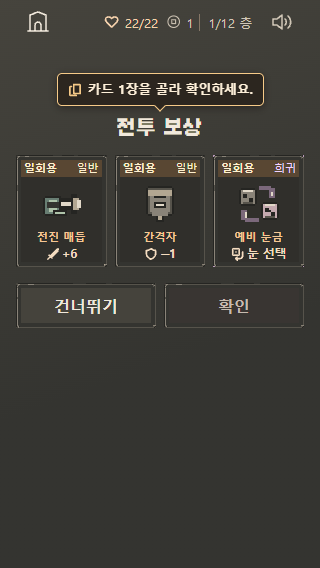 22/22 1 1/12 층
카드 1장을 골라 확인하세요.
전투 보상
일회용 일반 일회용 일반 일회용 희귀
전진 매듭 간격자 예비 눈금
+6 −1 눈 선택
건너뛰기 확인